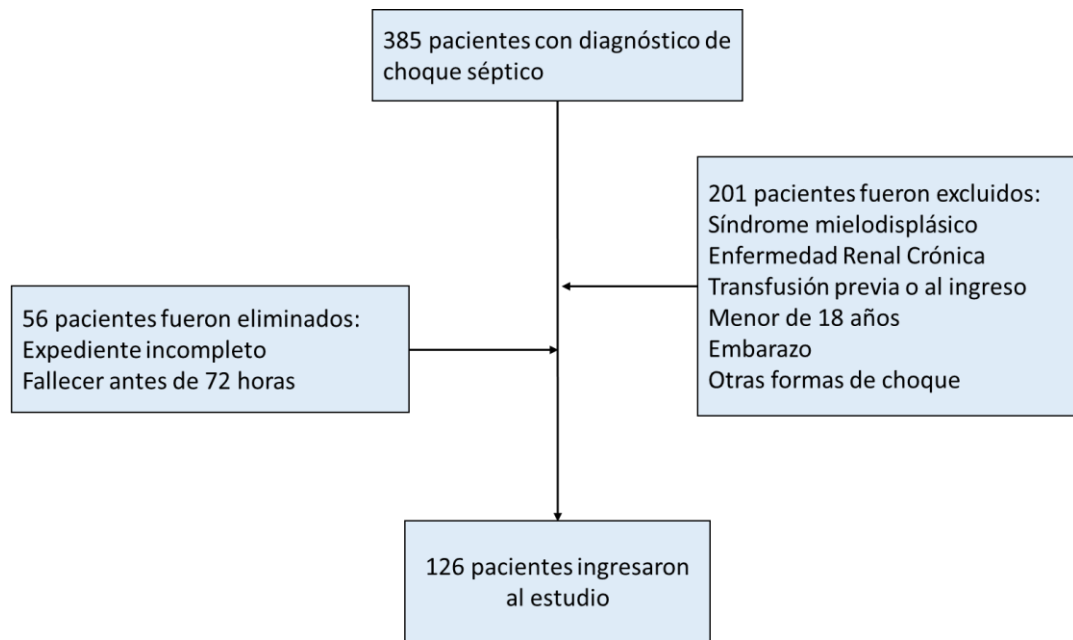 385 pacientes con diagnóstico de
choque séptico
201 pacientes fueron excluidos:
Síndrome mielodisplásico
Enfermedad Renal Crónica
Transfusión previa o al ingreso
Menor de 18 años
Embarazo
Otras formas de choque
56 pacientes fueron eliminados:
Expediente incompleto
Fallecer antes de 72 horas
126 pacientes ingresaron
al estudio